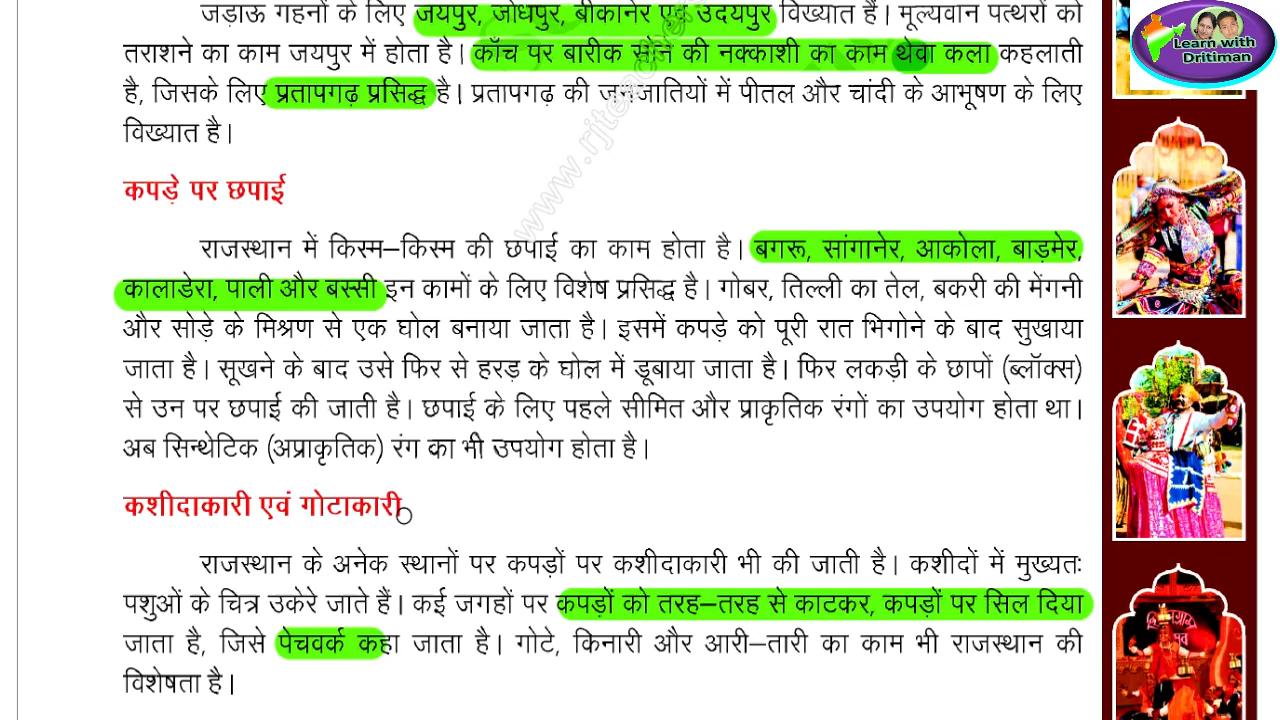 जड़ाऊ गहनों के लिए जयपुर, जोधपुर, बीकानेर एवं उदयपुर विख्यात हैं। मूल्यवान पत्थरों को
तराशने का काम जयपुर में होता है। काँच पर बारीक सोने की नक्काशी का काम थेवा कला कहलाती
है, जिसके लिए प्रतापगढ़ प्रसिद्ध है। प्रतापगढ़ की जनजातियों में पीतल और चांदी के आभूषण के लिए
विख्यात है।
कपड़े पर छपाई
राजस्थान में किस्म–किस्म की छपाई का काम होता है। बगरू, सांगानेर, आकोला, बाड़मेर,
कालाडेरा, पाली और बस्सी इन कामों के लिए विशेष प्रसिद्ध है। गोबर, तिल्ली का तेल, बकरी की मेंगनी
और सोड़े के मिश्रण से एक घोल बनाया जाता है। इसमें कपड़े को पूरी रात भिगोने के बाद सुखाया
जाता है। सूखने के बाद उसे फिर से हरड़ के घोल में डूबाया जाता है। फिर लकड़ी के छापों (ब्लॉक्स)
से उन पर छपाई की जाती है। छपाई के लिए पहले सीमित और प्राकृतिक रंगों का उपयोग होता था।
अब सिन्थेटिक (अप्राकृतिक) रंग का भी उपयोग होता है।
कशीदाकारी एवं गोटाकारी
राजस्थान के अनेक स्थानों पर कपड़ों पर कशीदाकारी भी की जाती है। कशीदों में मुख्यतः
पशुओं के चित्र उकेरे जाते हैं। कई जगहों पर कपड़ों को तरह–तरह से काटकर, कपड़ों पर सिल दिया
जाता है, जिसे पेचवर्क कहा जाता है। गोटे, किनारी और आरी–तारी का काम भी राजस्थान की
विशेषता है।
Learn with
Dritiman